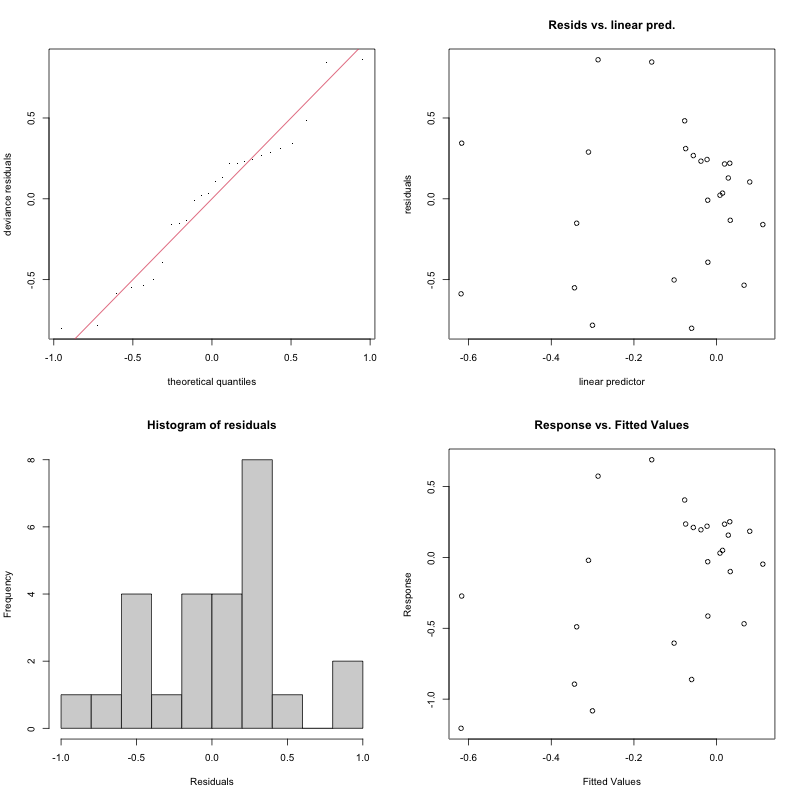 deviance residuals
0.5
0.0
-0.5
-1.0 -0.5 0.0 0.5 1.0
theoretical quantiles
Resids vs. linear pred.
residuals
0.5
0.0
-0.5
-0.6 -0.4 -0.2 0.0
linear predictor
Histogram of residuals
Frequency
8
6
4
2
0
-1.0 -0.5 0.0 0.5 1.0
Residuals
Response vs. Fitted Values
Response
0.5
0.0
-0.5
-1.0
-0.6 -0.4 -0.2 0.0
Fitted Values